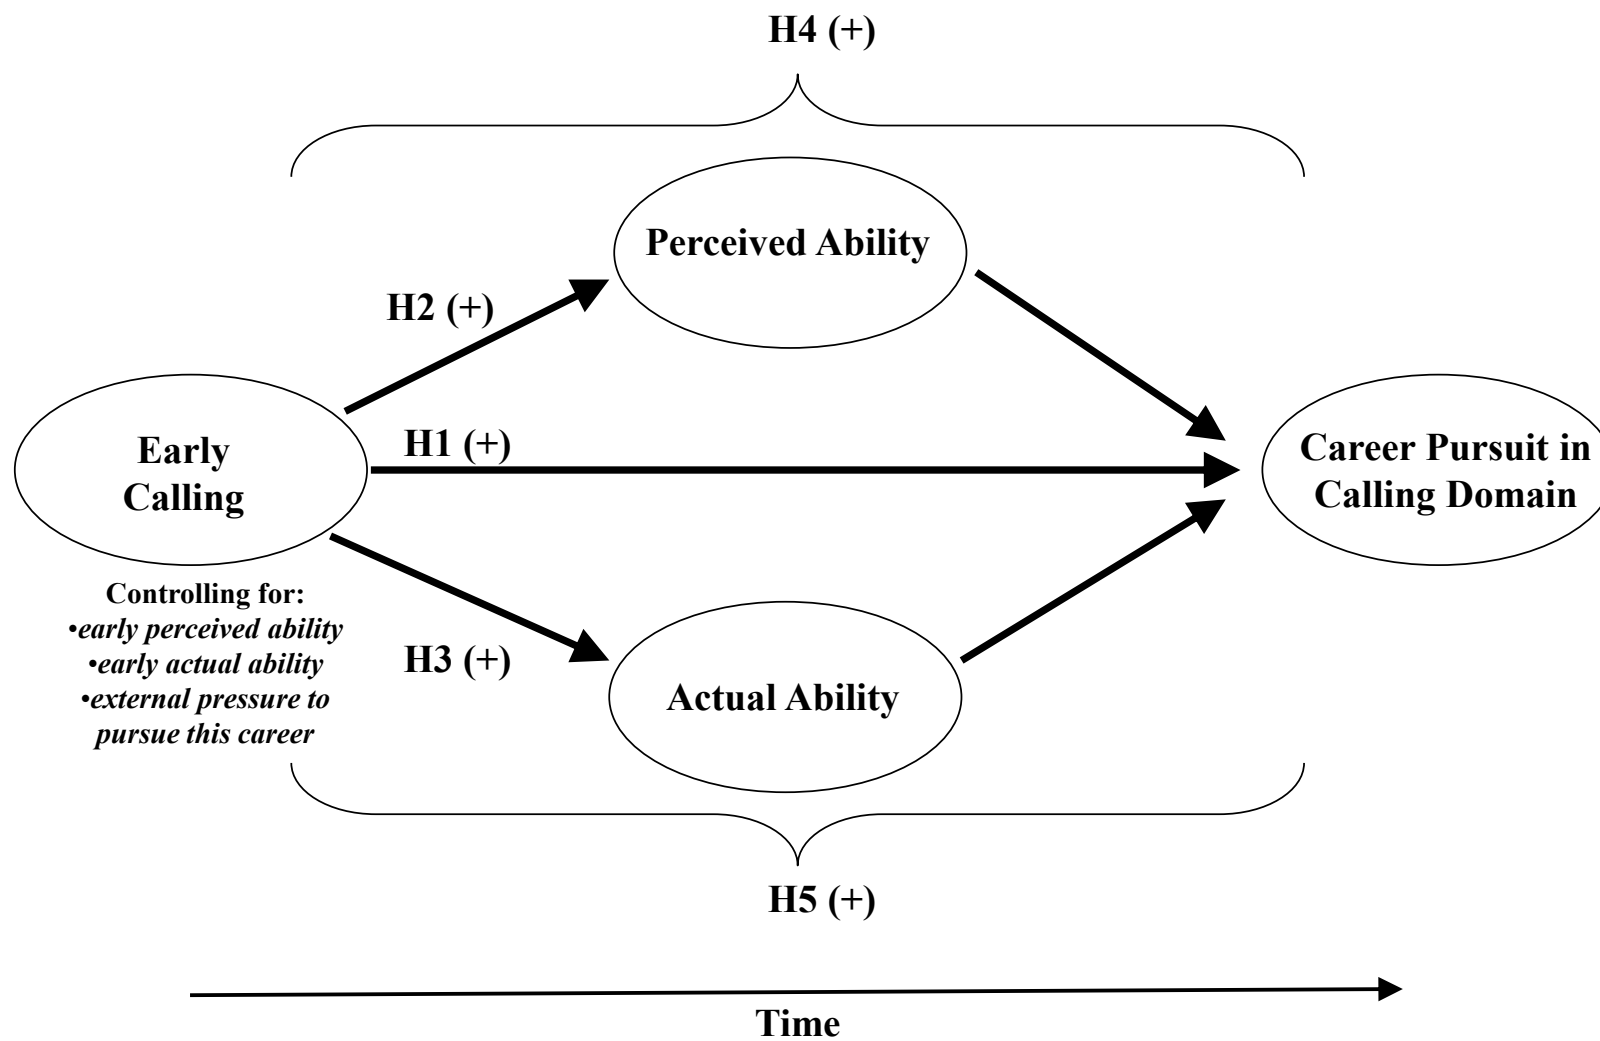 H4 (+)
Perceived Ability
H2 (+)
H1 (+)
Early
Calling
Career Pursuit in
Calling Domain
Controlling for:
•early perceived ability
•early actual ability
•external pressure to
pursue this career
H3 (+)
Actual Ability
H5 (+)
Time